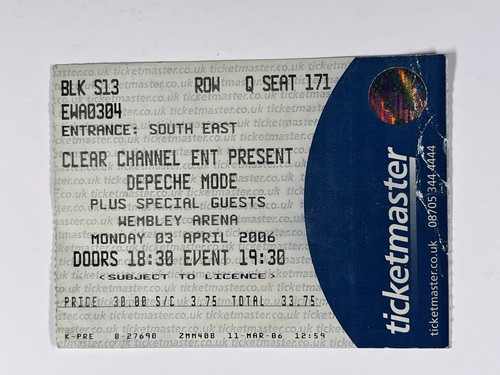 BLK S13 ROW Q SEAT 171
EWA0304
ENTRANCE: SOUTH EAST
CLEAR CHANNEL ENT PRESENT
DEPECHE MODE
PLUS SPECIAL GUESTS
WEMBLEY ARENA
MONDAY 03 APRIL 2006
DOORS 18:30 EVENT 19:30
<SUBJECT TO LICENCE>
PRICE 30.00 S/C 3.75 TOTAL 33.75
K-PRE 8-27690 ZMM40B 11-MAR-06 12:59
ticketmaster
ticketmaster.co.uk 08705 344 4444